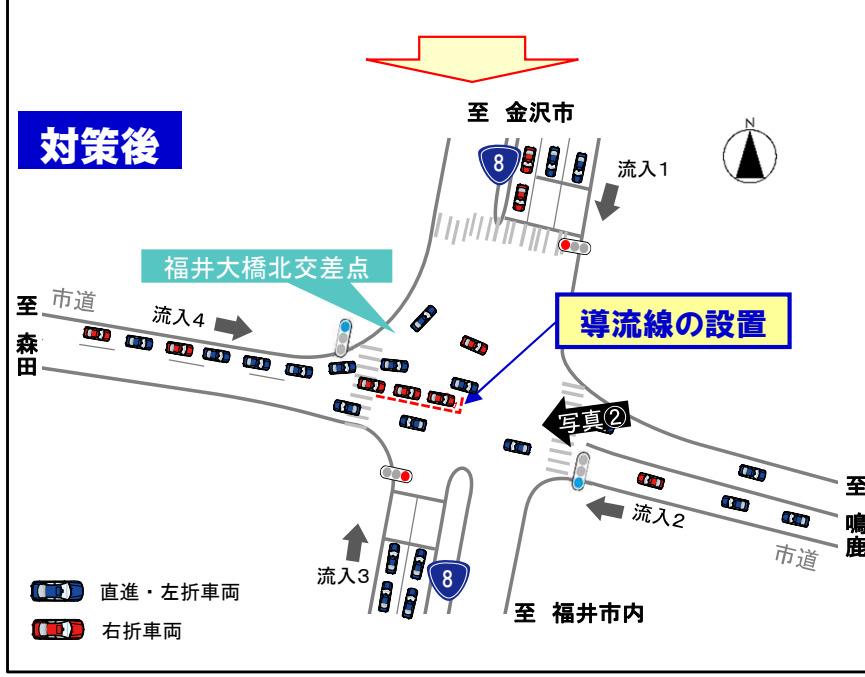 至 金沢市
対策後
N
8
流入1
福井大橋北交差点
至 森田
市道
流入4
導流線の設置
写真②
至 鳴鹿
流入2
市道
流入3
8
直進・左折車両
至 福井市内
右折車両